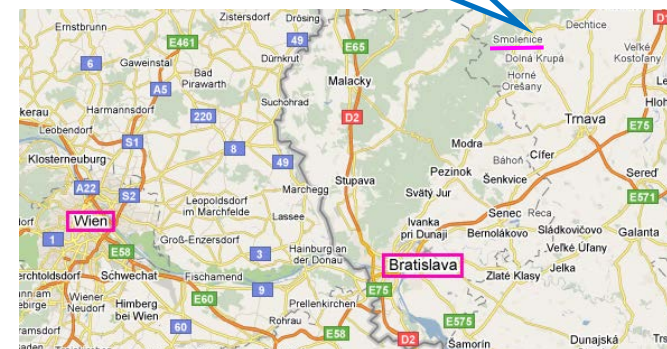 Ernstbrunn
Zistersdorf
Drösing
Dechtice
E461
49
E65
Smolenice
Dolná Krupá
Veľké
Kostoľany
6
Gaweinstal
Dürnkrut
Bad
Pirawarth
A5
Malacky
Horné
Orešany
Suchohrad
Harmannsdorf
220
D2
Trnava
E75
Leobendorf
S1
8
Modra
Báhoň
Cífer
Klosterneuburg
49
Pezinok
Šenkvice
Sereď
A22
S2
Marchegg
Stupava
Svätý Jur
E571
Leopoldsdorf
im Marchfelde
Lassee
Senec
Reca
Wien
Ivanka
pri Dunaji
Bernolákovo
Sládkovičovo
Galanta
1
Groß-Enzersdorf
E58
3
Hainburg an
der Donau
Veľké Úľany
Bratislava
Jelka
Schwechat
Fischamend
E75
Zlaté Klasy
Wiener
Neudorf
Himberg
bei Wien
E60
9
Prellenkirchen
Rohrau
E575
60
E58
D2
Šamorín
Dunajská